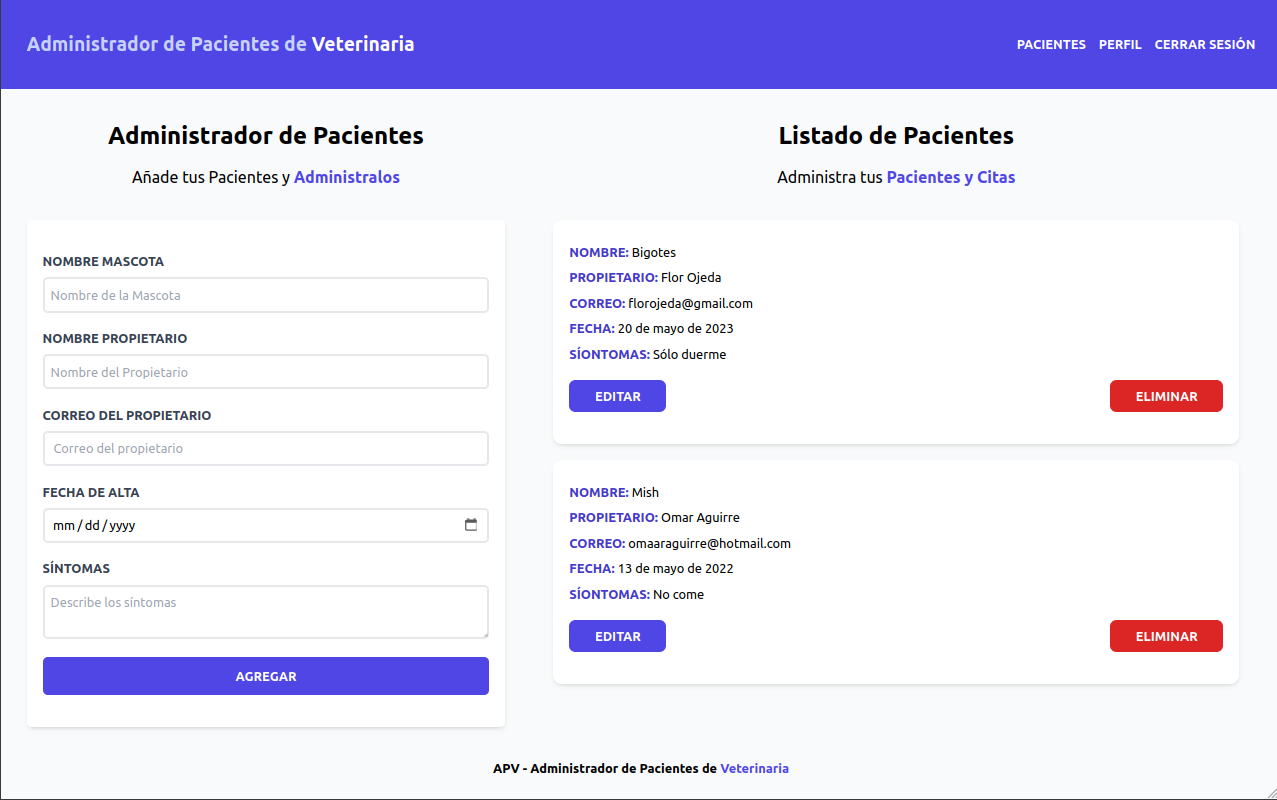 Administrador de Pacientes de Veterinaria
PACIENTES PERFIL CERRAR SESIÓN
Administrador de Pacientes
Añade tus Pacientes y Administralos
NOMBRE MASCOTA
Nombre de la Mascota
NOMBRE PROPIETARIO
Nombre del Propietario
CORREO DEL PROPIETARIO
Correo del propietario
FECHA DE ALTA
mm/dd/yyyy
SÍNTOMAS
Describe los síntomas
AGREGAR
Listado de Pacientes
Administra tus Pacientes y Citas
NOMBRE: Bigotes
PROPIETARIO: Flor Ojeda
CORREO: florojeda@gmail.com
FECHA: 20 de mayo de 2023
SÍONTOMAS: Sólo duerme
EDITAR ELIMINAR
NOMBRE: Mish
PROPIETARIO: Omar Aguirre
CORREO: omaaraguirre@hotmail.com
FECHA: 13 de mayo de 2022
SÍONTOMAS: No come
EDITAR ELIMINAR
APV - Administrador de Pacientes de Veterinaria